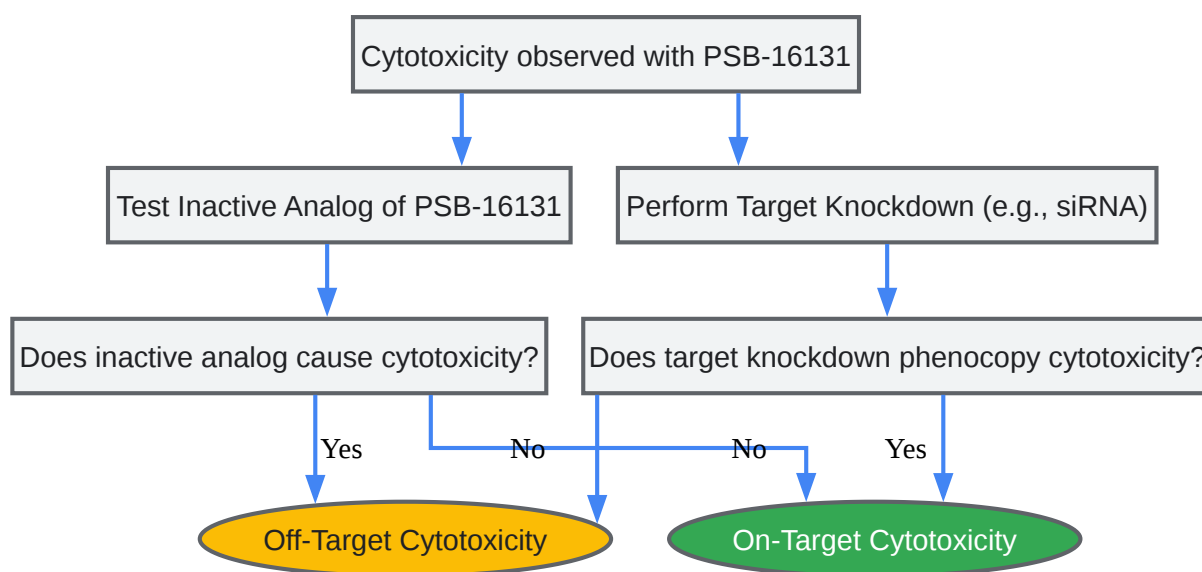 Cytotoxicity observed with PSB-16131
Test Inactive Analog of PSB-16131
Perform Target Knockdown (e.g., siRNA)
Does inactive analog cause cytotoxicity?
Does target knockdown phenocopy cytotoxicity?
Yes
No
No
Yes
Off-Target Cytotoxicity
On-Target Cytotoxicity